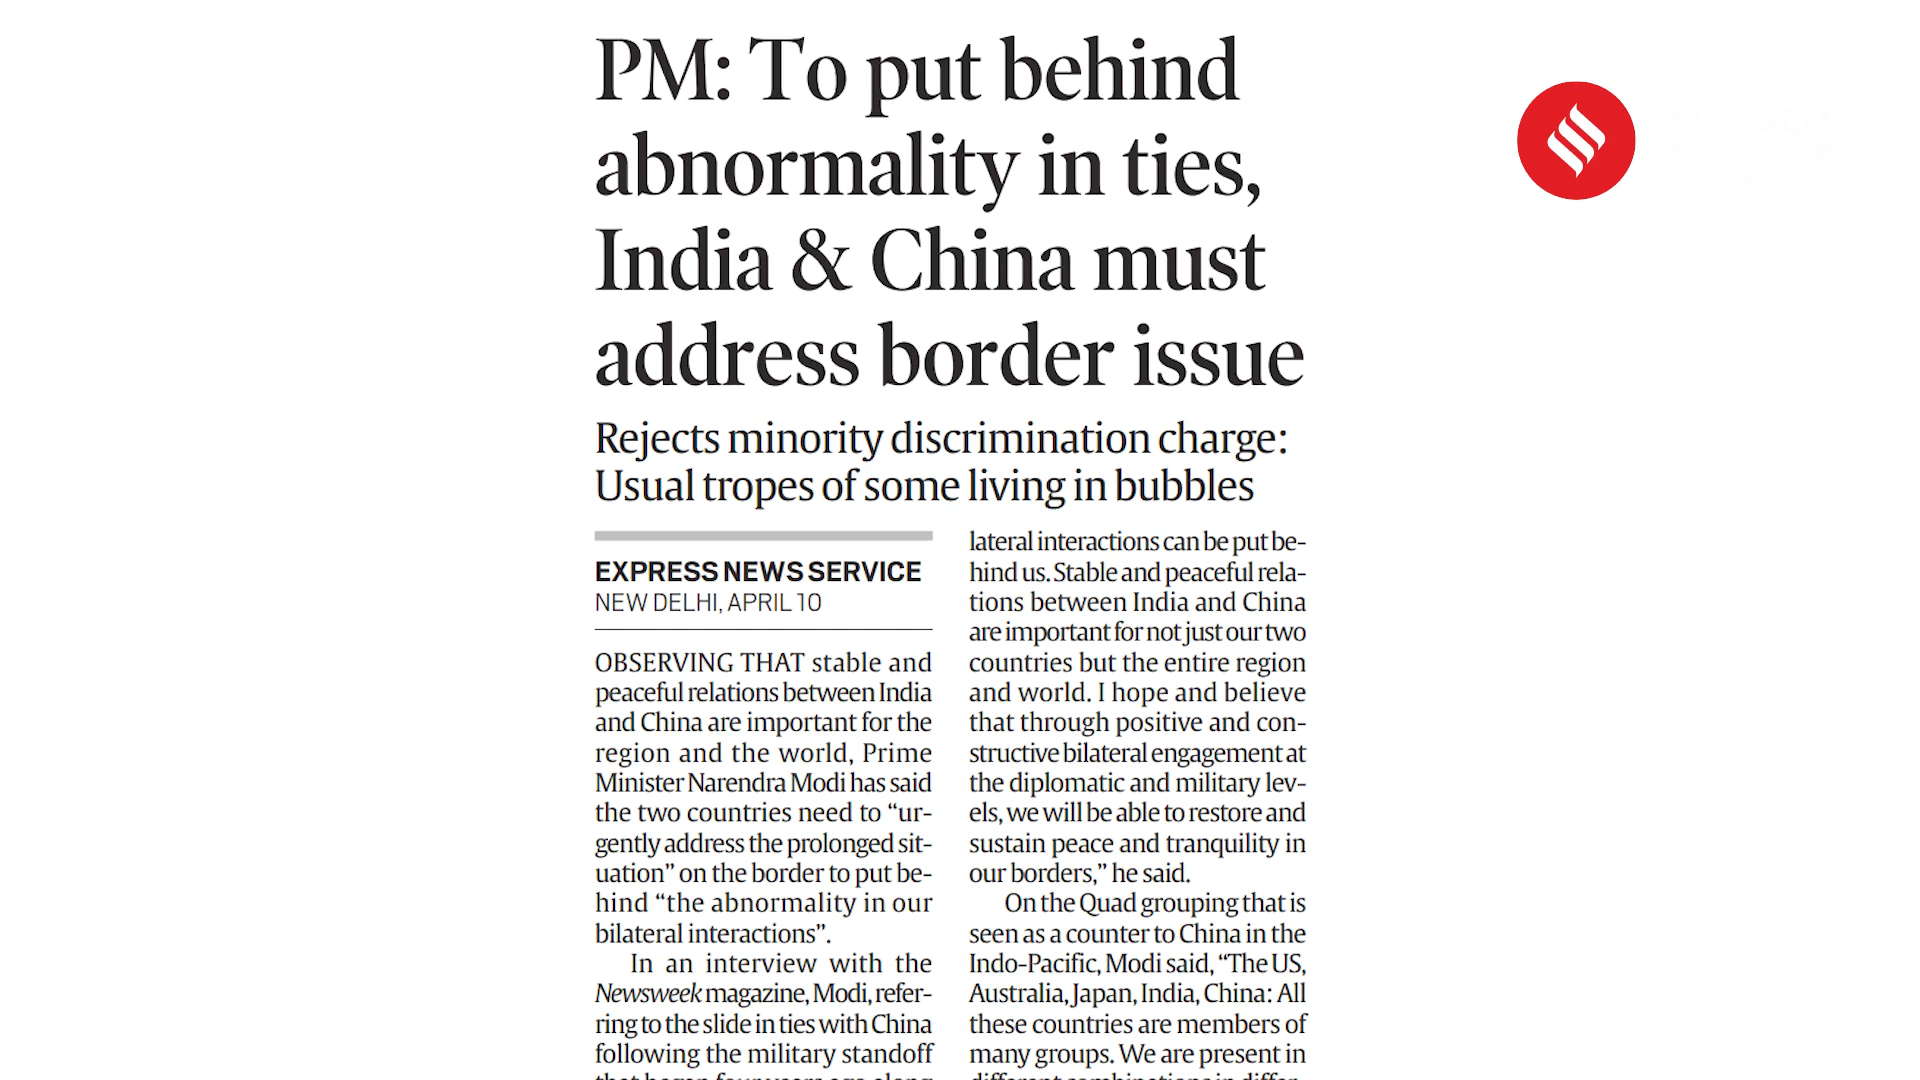 PM: To put behind
abnormality in ties,
India & China must
address border issue
Rejects minority discrimination charge:
Usual tropes of some living in bubbles
EXPRESS NEWS SERVICE
NEW DELHI, APRIL 10
OBSERVING THAT stable and
peaceful relations between India
and China are important for the
region and the world, Prime
Minister Narendra Modi has said
the two countries need to “ur-
gently address the prolonged sit-
uation” on the border to put be-
hind “the abnormality in our
bilateral interactions”.
In an interview with the
Newsweek magazine, Modi, refer-
ring to the slide in ties with China
following the military standoff
that began four years ago along
lateral interactions can be put be-
hind us. Stable and peaceful rela-
tions between India and China
are important for not just our two
countries but the entire region
and world. I hope and believe
that through positive and con-
structive bilateral engagement at
the diplomatic and military lev-
els, we will be able to restore and
sustain peace and tranquility in
our borders,” he said.
On the Quad grouping that is
seen as a counter to China in the
Indo-Pacific, Modi said, “The US,
Australia, Japan, India, China: All
these countries are members of
many groups. We are present in
different combinations in differ-